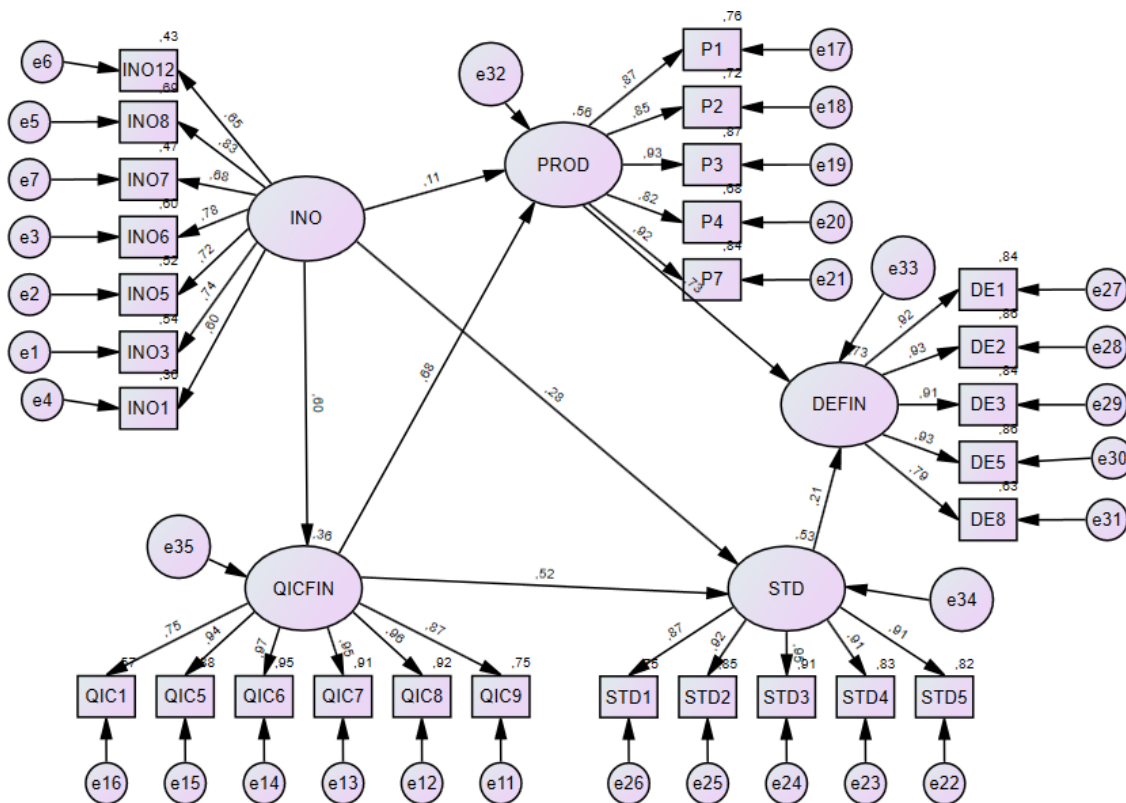 ,43
e6
INO12
,65
,69
e5
INO8
,83
,47
e7
INO7
,68
,60
e3
INO6
,78
,52
e2
INO5
,72
,54
e1
INO3
,74
,36
e4
INO1
,60
INO
,11
,60
,28
e32
,56
PROD
,68
,76
P1
e17
,87
,72
P2
e18
,85
,87
P3
e19
,93
,68
P4
e20
,82
,84
P7
e21
,92
,73
e33
,73
DEFIN
,84
DE1
e27
,92
,86
DE2
e28
,93
,84
DE3
e29
,91
,86
DE5
e30
,93
,63
DE8
e31
,79
,21
e35
,36
QICFIN
,52
,53
STD
e34
,75
,94
,97
,95
,96
,87
,57
,88
,95
,91
,92
,75
QIC1
QIC5
QIC6
QIC7
QIC8
QIC9
e16
e15
e14
e13
e12
e11
,87
,92
,95
,91
,91
,75
,85
,91
,83
,82
STD1
STD2
STD3
STD4
STD5
e26
e25
e24
e23
e22